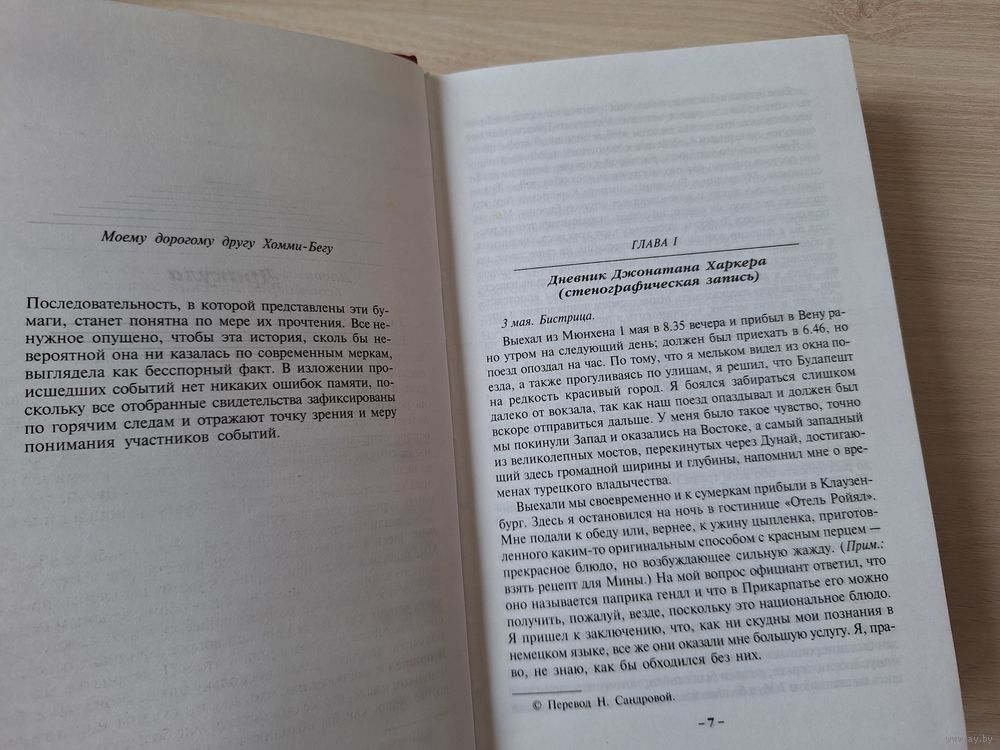 Моему дорогому другу Хомми-Бегу
Последовательность, в которой представлены эти бу-
маги, станет понятна по мере их прочтения. Все не-
нужное опущено, чтобы эта история, сколь бы не-
вероятной она ни казалась по современным меркам,
выглядела как бесспорный факт. В изложении про-
исшедших событий нет никаких ошибок памяти, по-
скольку все отобранные свидетельства зафиксированы
по горячим следам и отражают точку зрения и меру
понимания участников событий.
ГЛАВА I
Дневник Джонатана Харкера
(стенографическая запись)
3 мая. Бистрица.
Выехал из Мюнхена 1 мая в 8.35 вечера и прибыл в Вену ра-
но утром на следующий день; должен был приехать в 6.46, но
поезд опоздал на час. По тому, что я мельком видел из окна по-
езда, а также прогуливаясь по улицам, я решил, что Будапешт
на редкость красивый город. Я боялся забираться слишком
далеко от вокзала, так как наш поезд опаздывал и должен был
вскоре отправиться дальше. У меня было такое чувство, точно
мы покинули Запад и оказались на Востоке, а самый западный
из великолепных мостов, перекинутых через Дунай, достигаю-
щий здесь громадной ширины и глубины, напомнил мне о вре-
менах турецкого владычества.
Выехали мы своевременно и к сумеркам прибыли в Клаузен-
бург. Здесь я остановился на ночь в гостинице «Отель Ройял».
Мне подали к обеду или, вернее, к ужину цыпленка, приготов-
ленного каким-то оригинальным способом с красным перцем —
прекрасное блюдо, но возбуждающее сильную жажду. (Прим.:
взять рецепт для Мины.) На мой вопрос официант ответил, что
оно называется паприка гендл и что в Прикарпатье его можно
получить, пожалуй, везде, поскольку это национальное блюдо.
Я пришел к заключению, что, как ни скудны мои познания в
немецком языке, все же они оказали мне большую услугу. Я, пра-
во, не знаю, как бы обходился без них.
© Перевод Н. Сандровой.
– 7 –
www.ay.by